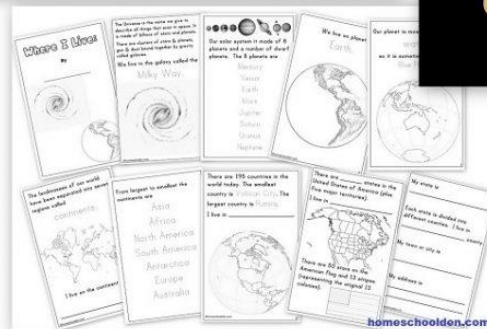 Where I Live
By
The Universe is the name we give to
describe all things that exist in space. It
is made of billions of stars and planets.
There are clusters of stars & planets,
gas & dust bound together by gravity
called galaxies.
We live in the galaxy called the
Milky Way.
Our solar system is made of 8
planets and a number of dwarf
planets. The 8 planets are
Mercury
Venus
Earth
Mars
Jupiter
Saturn
Uranus
Neptune
We live on planet
Earth.
Our planet is
so it is
The landmasses of our world
have been separated into seven
regions called
continents.
I live on the continent
From largest to smallest the
continents are
Asia
Africa
North America
South America
Antarctica
Europe
Australia
There are 195 countries in the
world today. The smallest
country is Vatican City. The
largest country is Russia.
I live in
There are states in the
United States of America (plus
five major territories).
I live in
There are 50 stars on the
American Flag and 13 stripes
(representing the original 13
colonies).
My state is
Each state is divided into
different counties. I live in
county.
My town or city is
My address is
homeschoolden.com